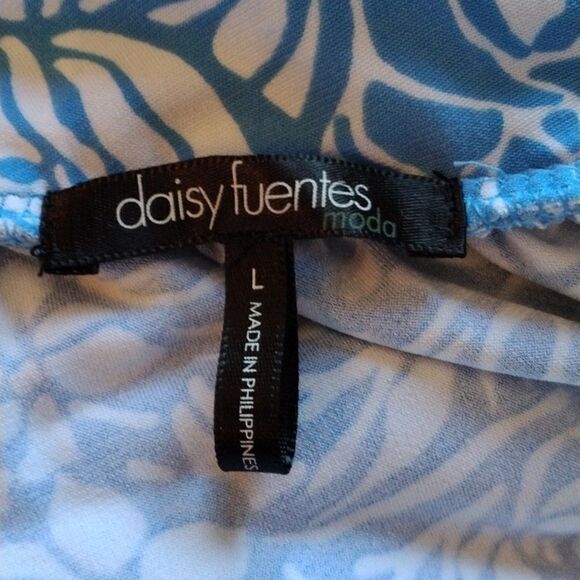 daisy fuentes
moda
L
MADE IN PHILIPPINES